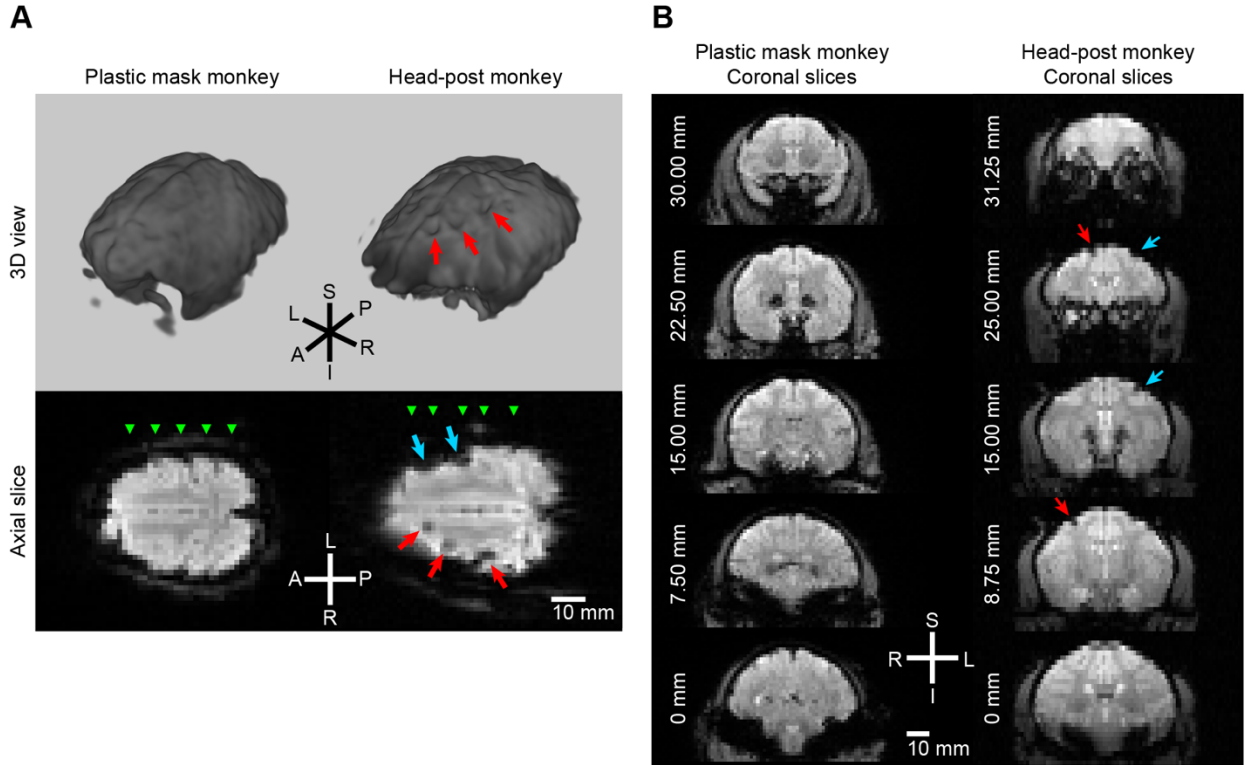 A
Plastic mask monkey
Head-post monkey
3D view
S
L
P
A
R
I
Axial slice
L
A
P
R
10 mm
B
Plastic mask monkey
Coronal slices
Head-post monkey
Coronal slices
30.00 mm
31.25 mm
22.50 mm
25.00 mm
15.00 mm
15.00 mm
7.50 mm
8.75 mm
S
R
L
I
0 mm
10 mm
0 mm